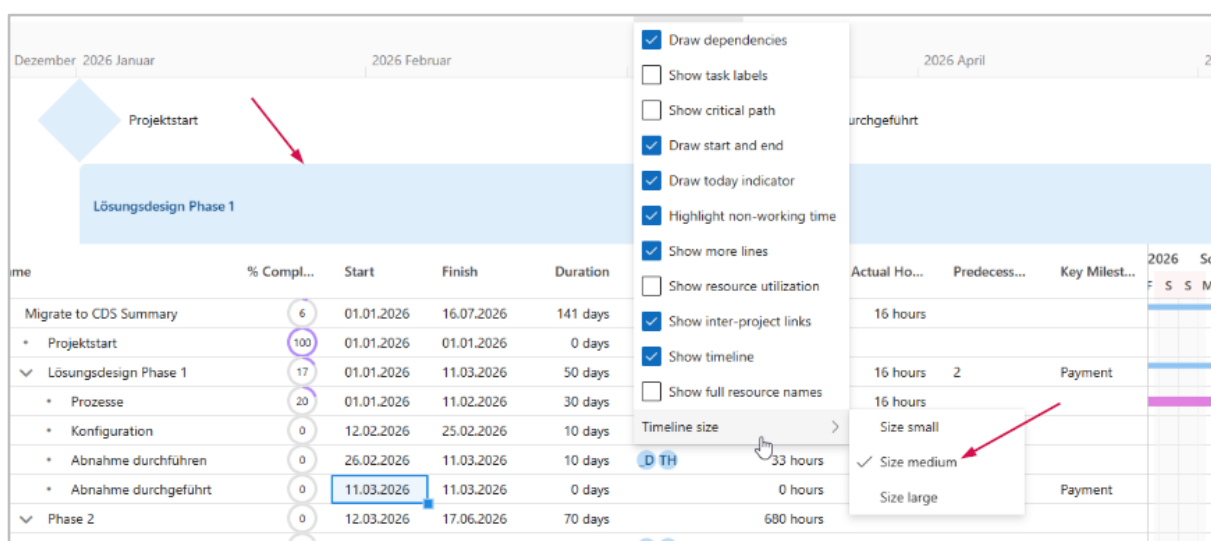 Dezember 2026 Januar 2026 Februar 2026 April
Projektstart urchgeführt
Lösungsdesign Phase 1
Draw dependencies
Show task labels
Show critical path
Draw start and end
Draw today indicator
Highlight non-working time
Show more lines
Show resource utilization
Show inter-project links
Show timeline
Show full resource names
Timeline size
Size small
Size medium
Size large
ame % Compl... Start Finish Duration Actual Ho... Predecess... Key Milest... 2026
F S S M
Migrate to CDS Summary 6 01.01.2026 16.07.2026 141 days 16 hours
Projektstart 100 01.01.2026 01.01.2026 0 days
Lösungsdesign Phase 1 17 01.01.2026 11.03.2026 50 days 16 hours 2 Payment
Prozesse 20 01.01.2026 11.02.2026 30 days 16 hours
Konfiguration 0 12.02.2026 25.02.2026 10 days
Abnahme durchführen 0 26.02.2026 11.03.2026 10 days _D TH 33 hours
Abnahme durchgeführt 0 11.03.2026 11.03.2026 0 days 0 hours Payment
Phase 2 0 12.03.2026 17.06.2026 70 days 680 hours